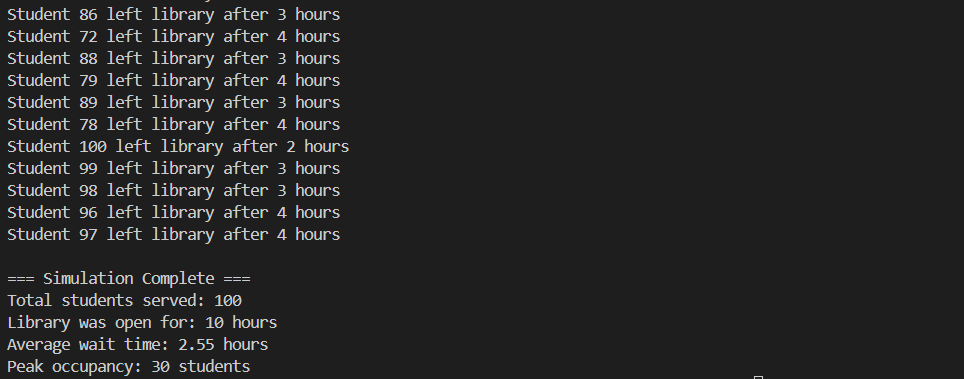 Student 86 left library after 3 hours
Student 72 left library after 4 hours
Student 88 left library after 3 hours
Student 79 left library after 4 hours
Student 89 left library after 3 hours
Student 78 left library after 4 hours
Student 100 left library after 2 hours
Student 99 left library after 3 hours
Student 98 left library after 3 hours
Student 96 left library after 4 hours
Student 97 left library after 4 hours

=== Simulation Complete ===
Total students served: 100
Library was open for: 10 hours
Average wait time: 2.55 hours
Peak occupancy: 30 students